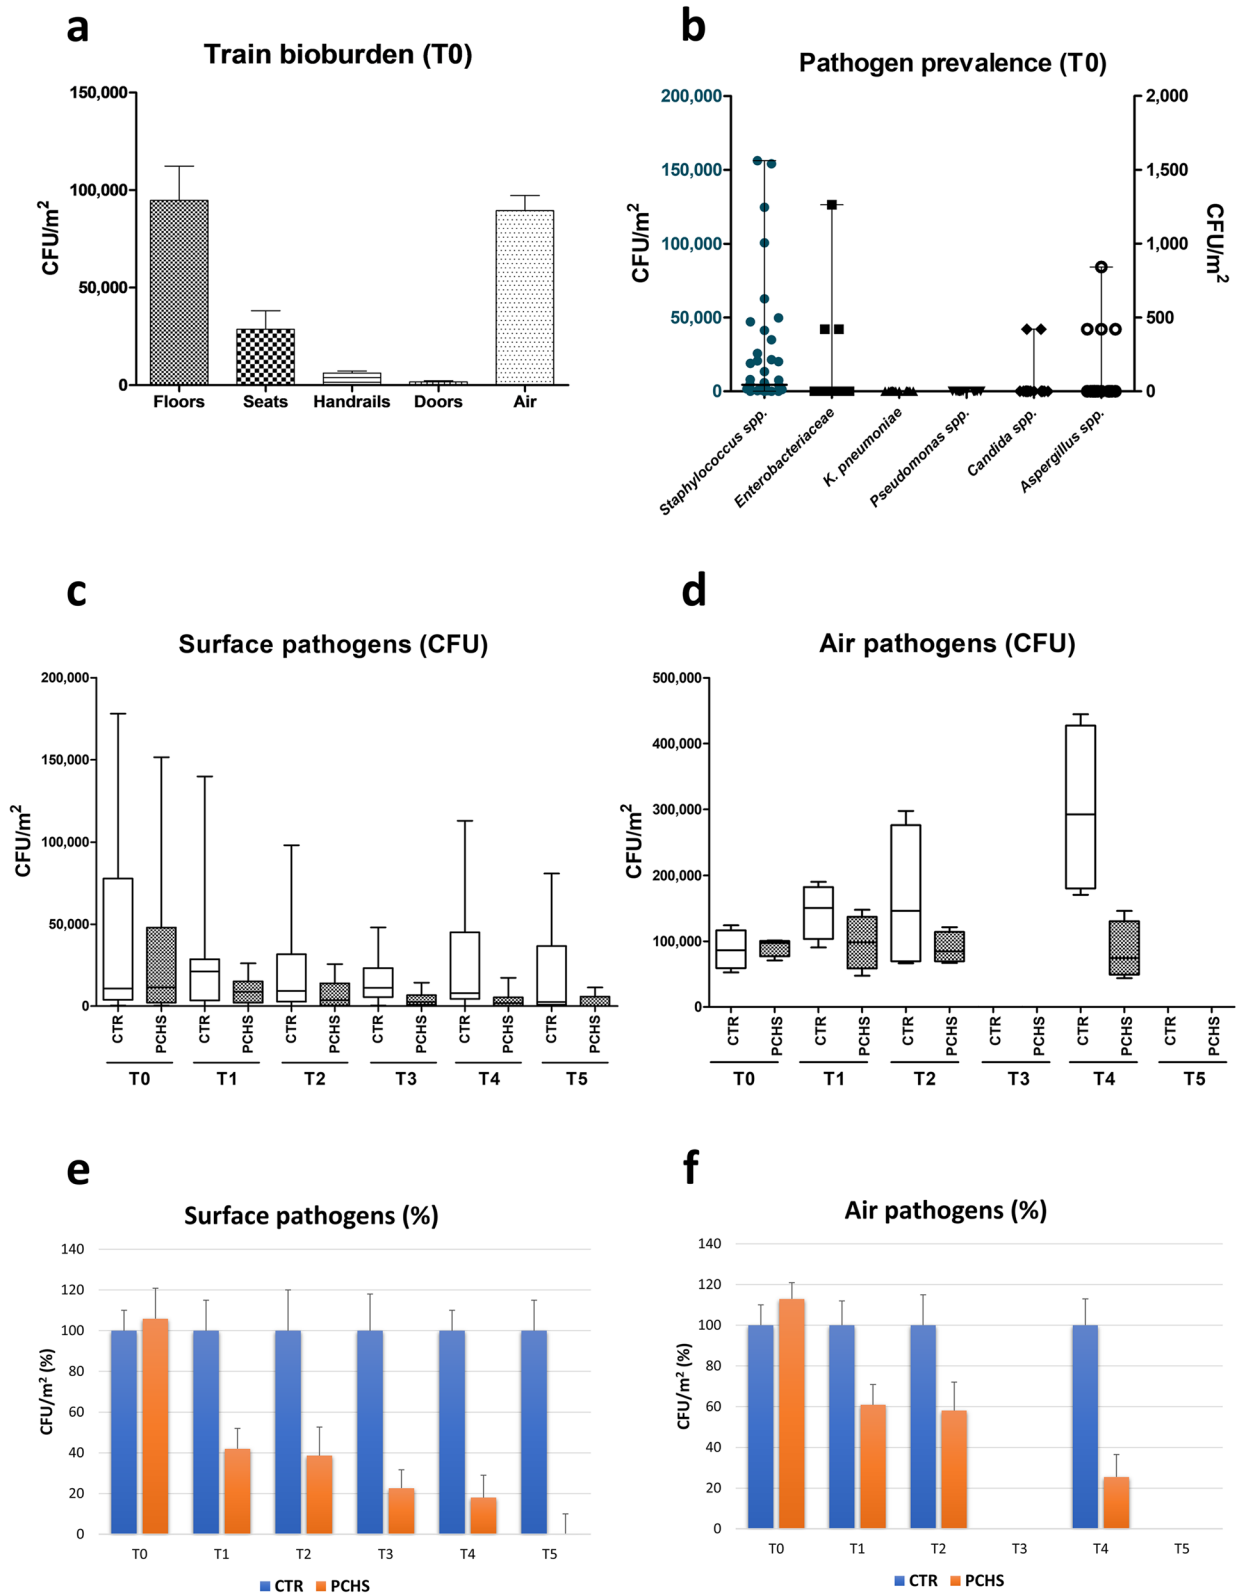 a
Train bioburden (T0)
CFU/m²
150,000
100,000
50,000
0
Floors Seats Handrails Doors Air
b
Pathogen prevalence (T0)
CFU/m²
200,000
150,000
100,000
50,000
0
2,000
1,500
1,000
500
0
CFU/m²
Staphylococcus spp.
Enterobacteriaceae
K. pneumoniae
Pseudomonas spp.
Candida spp.
Aspergillus spp.
c
Surface pathogens (CFU)
CFU/m²
200,000
150,000
100,000
50,000
0
CTR PCHS CTR PCHS CTR PCHS CTR PCHS CTR PCHS CTR PCHS
T0 T1 T2 T3 T4 T5
d
Air pathogens (CFU)
CFU/m²
500,000
400,000
300,000
200,000
100,000
0
CTR PCHS CTR PCHS CTR PCHS CTR PCHS CTR PCHS CTR PCHS
T0 T1 T2 T3 T4 T5
e
Surface pathogens (%)
CFU/m² (%)
140
120
100
80
60
40
20
0
T0 T1 T2 T3 T4 T5
CTR PCHS
f
Air pathogens (%)
CFU/m² (%)
140
120
100
80
60
40
20
0
T0 T1 T2 T3 T4 T5
CTR PCHS